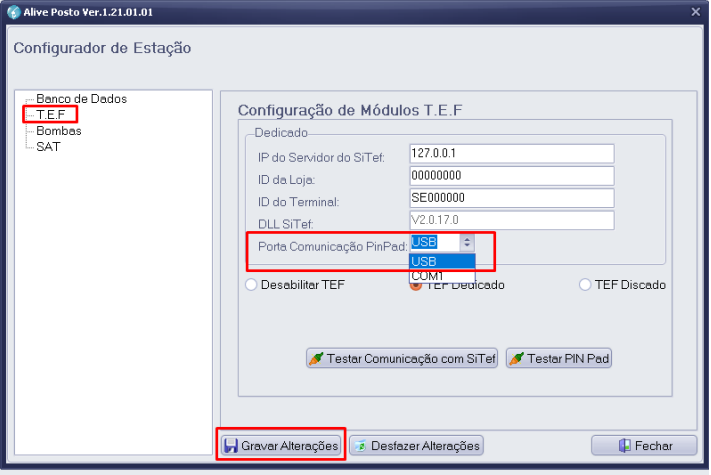 Alive Posto Ver.1.21.01.01
Configurador de Estação
Banco de Dados
T.E.F
Bombas
SAT
Configuração de Módulos T.E.F
Dedicado
IP do Servidor do SiTef: 127.0.0.1
ID da Loja: 00000000
ID do Terminal: SE000000
DLL SiTef: V2.0.17.0
Porta Comunicação PinPad: USB
USB
COM1
Desabilitar TEF TEF Dedicado TEF Discado
Testar Comunicação com SiTef Testar PIN Pad
Gravar Alterações Desfazer Alterações Fechar